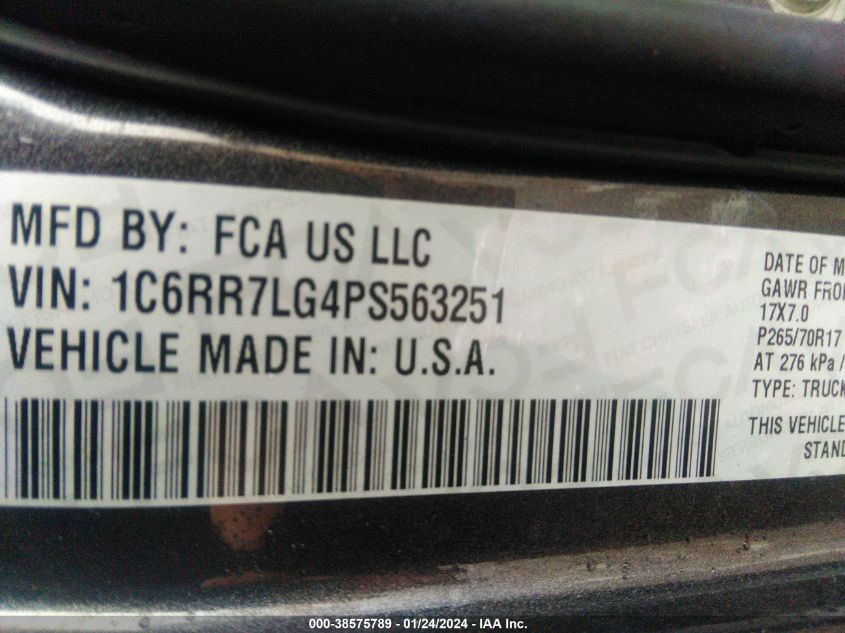 MFD BY: FCA US LLC
VIN: 1C6RR7LG4PS563251
VEHICLE MADE IN: U.S.A.
DATE OF M
GAWR FRO
17X7.0
P265/70R17
AT 276 kPa /
TYPE: TRUCK
THIS VEHICLE
STAND
000-38575789 - 01/24/2024 - IAA Inc.